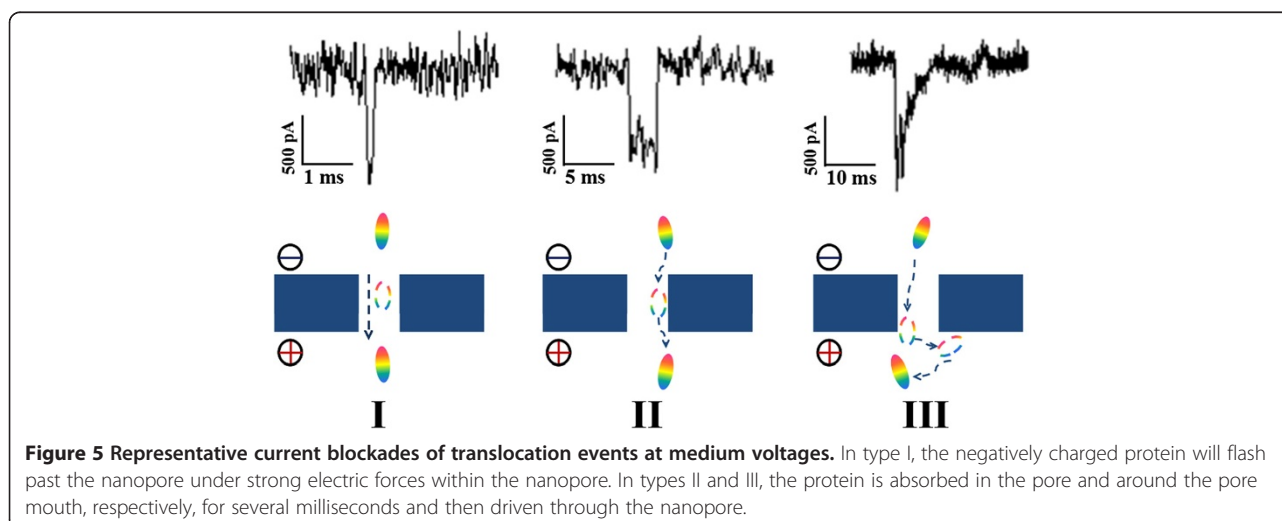 500 pA
1 ms
500 pA
5 ms
500 pA
10 ms
I
II
III
Figure 5 Representative current blockades of translocation events at medium voltages. In type I, the negatively charged protein will flash
past the nanopore under strong electric forces within the nanopore. In types II and III, the protein is absorbed in the pore and around the pore
mouth, respectively, for several milliseconds and then driven through the nanopore.